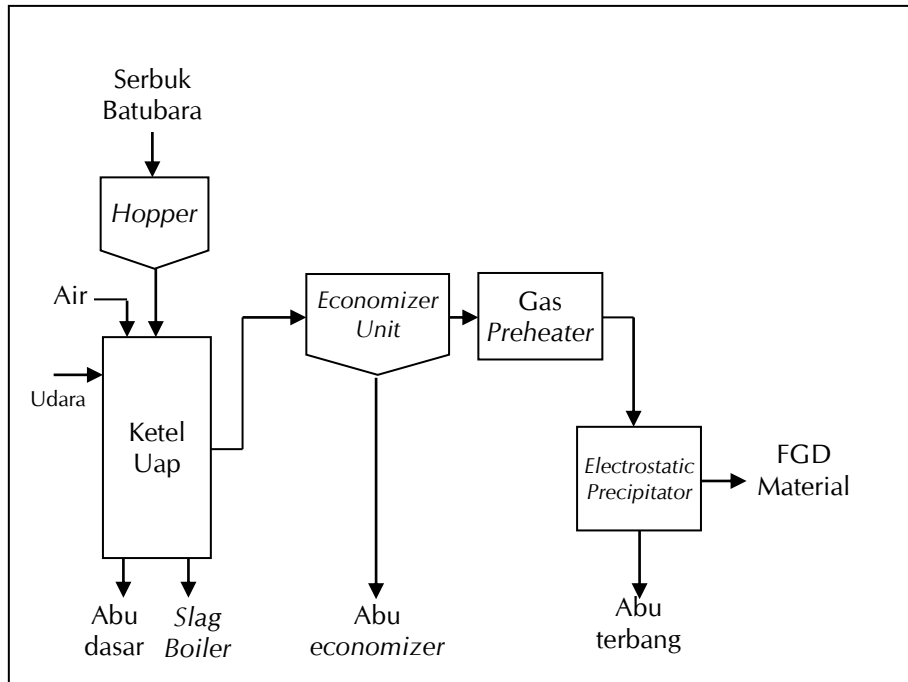 Serbuk
Batubara
Hopper
Air
Udara
Ketel
Uap
Economizer
Unit
Gas
Preheater
Electrostatic
Precipitator
FGD
Material
Abu
dasar
Slag
Boiler
Abu
economizer
Abu
terbang